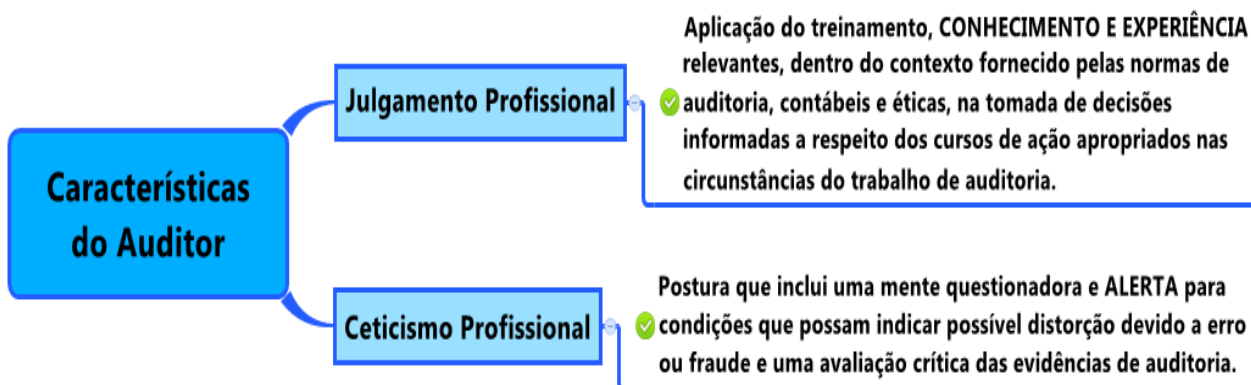 Características
do Auditor
Julgamento Profissional
Aplicação do treinamento, CONHECIMENTO E EXPERIÊNCIA
relevantes, dentro do contexto fornecido pelas normas de
auditoria, contábeis e éticas, na tomada de decisões
informadas a respeito dos cursos de ação apropriados nas
circunstâncias do trabalho de auditoria.
Ceticismo Profissional
Postura que inclui uma mente questionadora e ALERTA para
condições que possam indicar possível distorção devido a erro
ou fraude e uma avaliação crítica das evidências de auditoria.